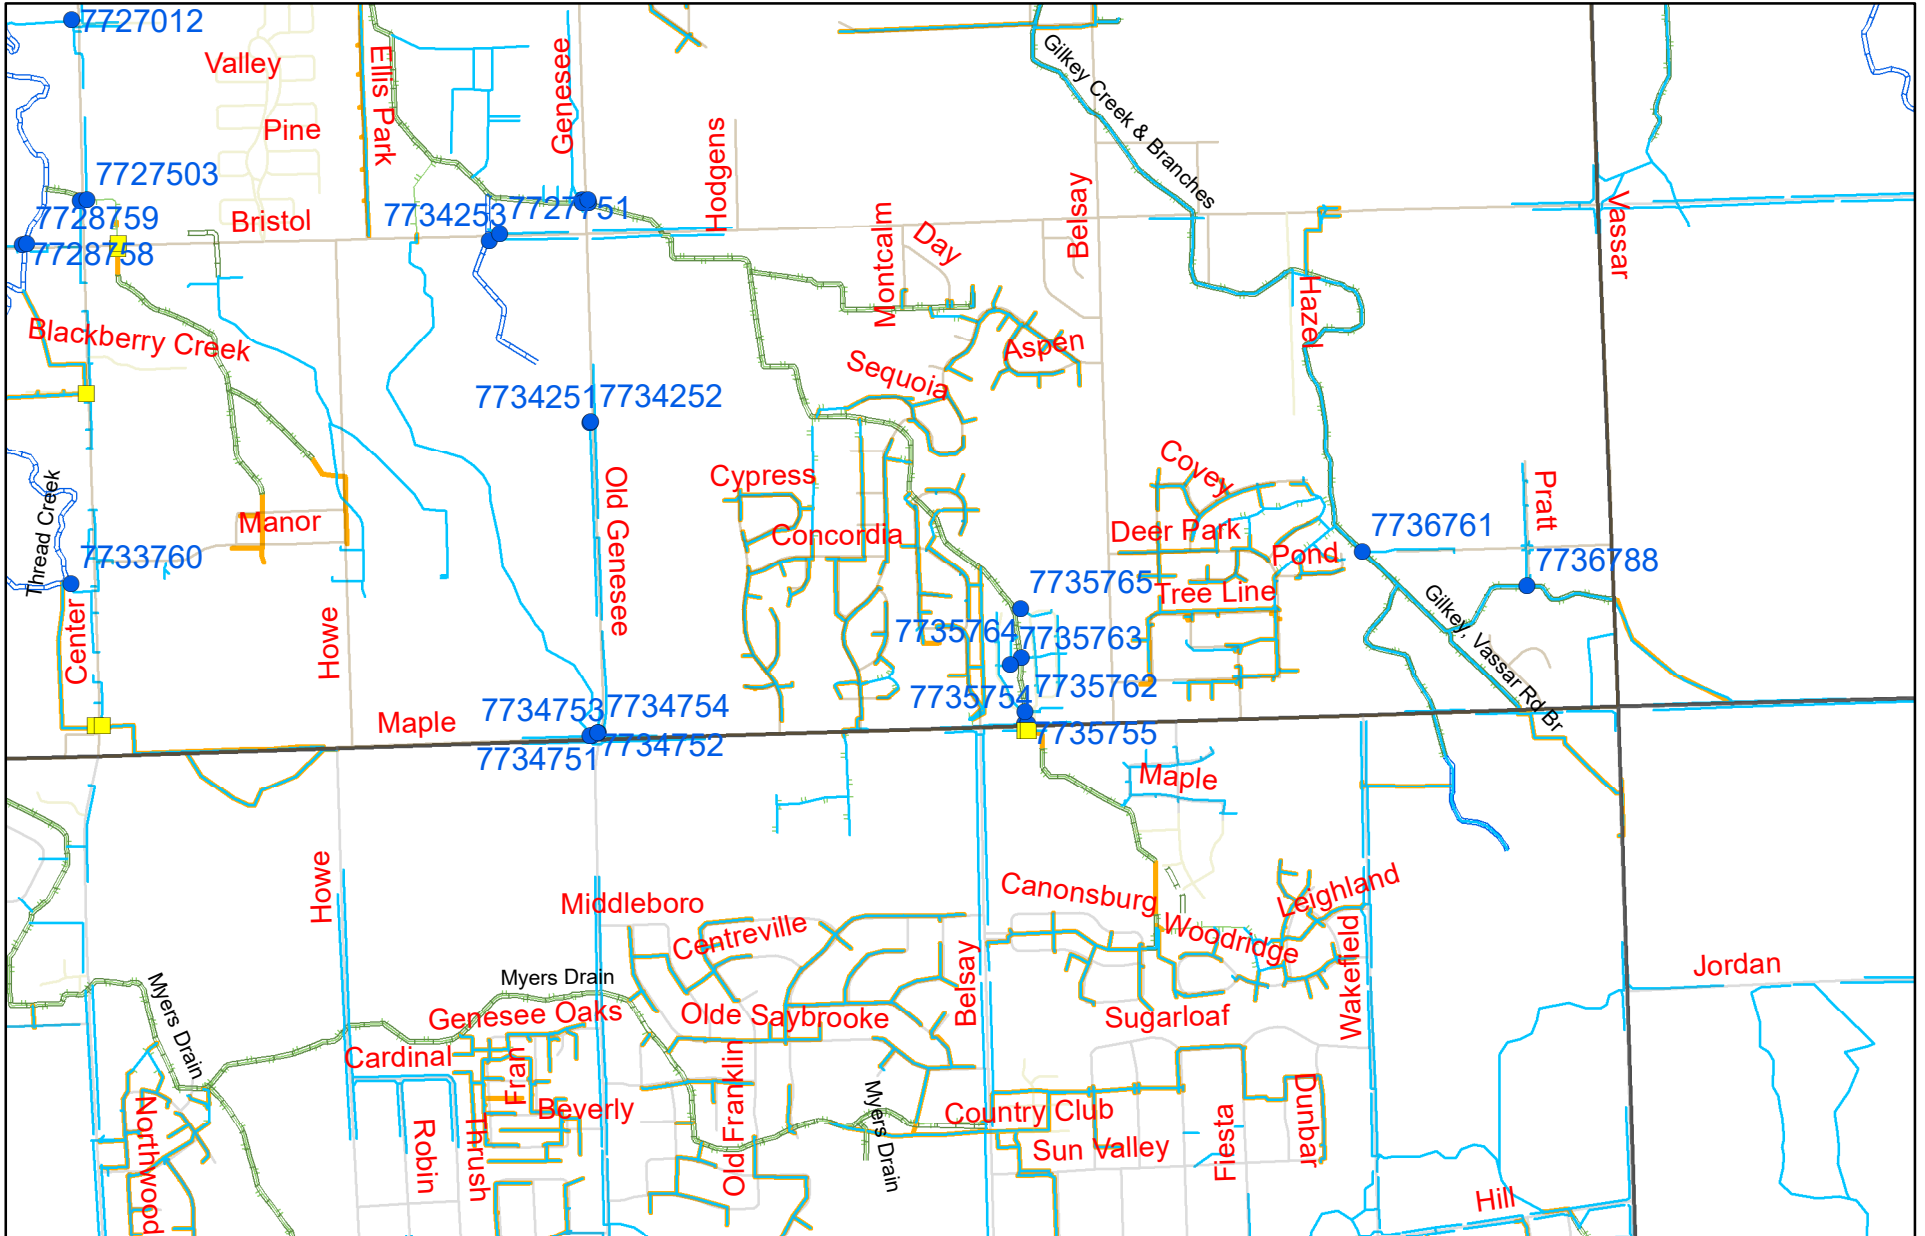 7727012
Valley
Ellis Park
Genesee
Gilkey Creek & Branches
Pine
Hodgens
7727503
Belsay
Vassar
7728759
Bristol
7734253
7727751
Montcalm
Day
7728758
Hazel
Blackberry Creek
Aspen
Sequoia
7734251
7734252
Thread Creek
Old Genesee
Cypress
Covey
Pratt
Manor
Concordia
Deer Park
7736761
Pond
7733760
7736788
7735765
Tree Line
Gilkey, Vassar Rd Br
Center
Howe
7735764
7735763
7735762
7735754
7734753
7734754
Maple
7735755
7734751
7734752
Maple
Howe
Middleboro
Canonsburg
Leighland
Centreville
Woodridge
Wakefield
Belsay
Jordan
Myers Drain
Myers Drain
Genesee Oaks
Olde Saybrooke
Sugarloaf
Cardinal
Fran
Old Franklin
Myers Drain
Beverly
Country Club
Dunbar
Northwood
Robin
Thrush
Sun Valley
Fiesta
Hill